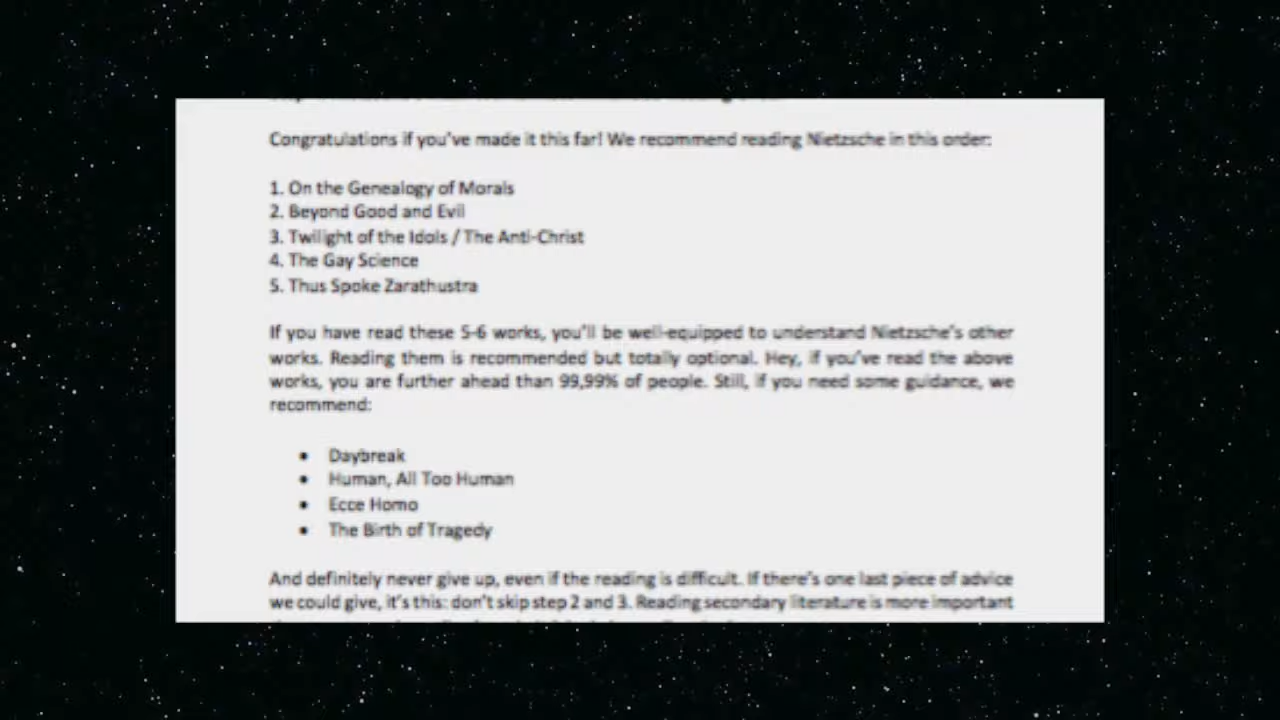 Congratulations if you've made it this far! We recommend reading Nietzsche in this order:
1. On the Genealogy of Morals
2. Beyond Good and Evil
3. Twilight of the Idols / The Anti-Christ
4. The Gay Science
5. Thus Spoke Zarathustra
If you have read these 5-6 works, you'll be well-equipped to understand Nietzsche's other
works. Reading them is recommended but totally optional. Hey, if you've read the above
works, you are further ahead than 99,99% of people. Still, if you need some guidance, we
recommend:
• Daybreak
• Human, All Too Human
• Ecce Homo
• The Birth of Tragedy
And definitely never give up, even if the reading is difficult. If there's one last piece of advice
we could give, it's this: don't skip step 2 and 3. Reading secondary literature is more important